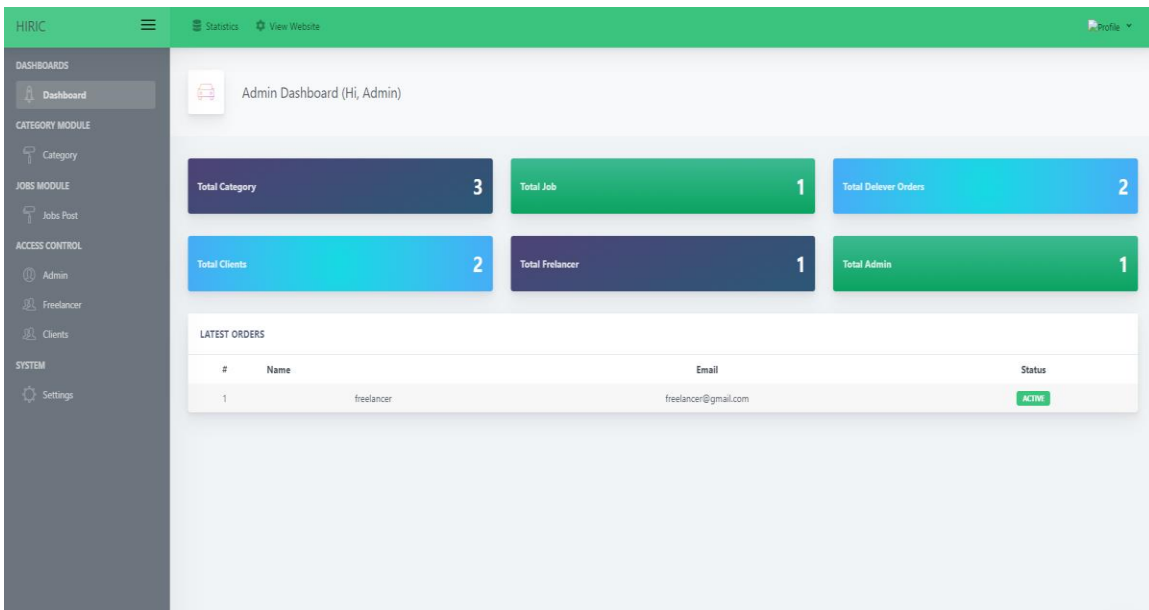 HIRIC
Statistics
View Website
Profile
DASHBOARDS
Dashboard
CATEGORY MODULE
Category
JOBS MODULE
Jobs Post
ACCESS CONTROL
Admin
Freelancer
Clients
SYSTEM
Settings
Admin Dashboard (Hi, Admin)
Total Category 3
Total Job 1
Total Delever Orders 2
Total Clients 2
Total Frelancer 1
Total Admin 1
LATEST ORDERS
# Name Email Status
1 freelancer freelancer@gmail.com ACTIVE